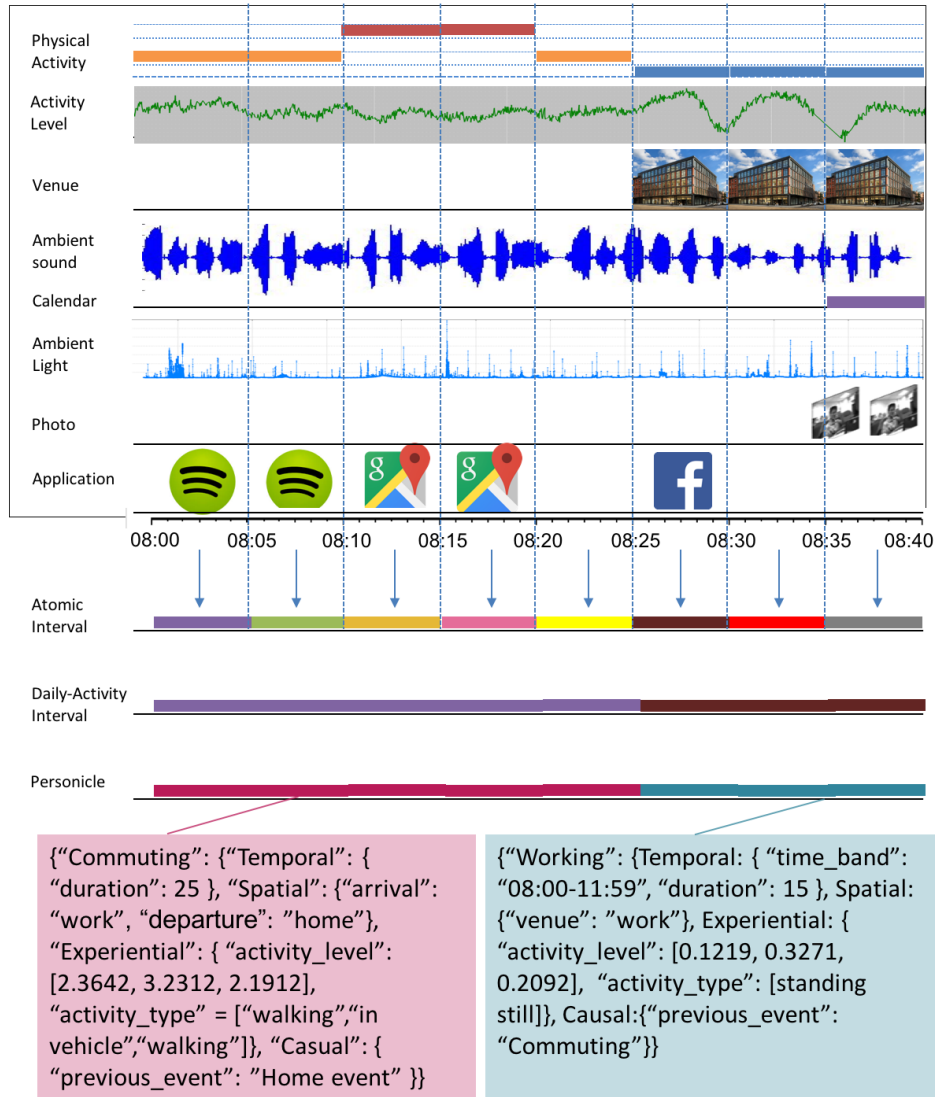 Physical
Activity
Activity
Level
Venue
Ambient
sound
Calendar
Ambient
Light
Photo
Application
g
g
f
08:00 08:05 08:10 08:15 08:20 08:25 08:30 08:35 08:40
Atomic
Interval
Daily-Activity
Interval
Personicle
{“Commuting”: {“Temporal”: {
“duration”: 25 }, “Spatial”: {“arrival”:
“work”, “departure”: ”home”},
“Experiential”: { “activity_level”:
[2.3642, 3.2312, 2.1912],
“activity_type” = [“walking”,“in
vehicle”,“walking”]}, “Casual”: {
“previous_event”: ”Home event” }}
{“Working”: {Temporal: { “time_band”:
“08:00-11:59”, “duration”: 15 }, Spatial:
{“venue”: ”work”}, Experiential: {
“activity_level”: [0.1219, 0.3271,
0.2092], “activity_type”: [standing
still]}, Causal:{“previous_event”:
“Commuting”}}